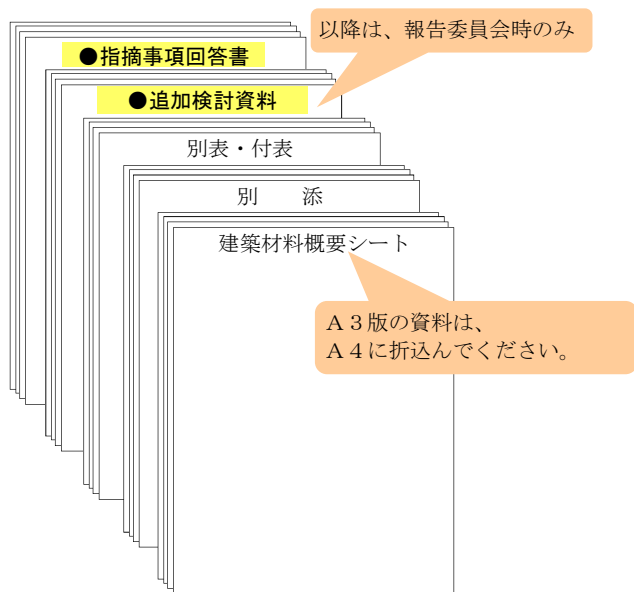 以降は、報告委員会時のみ
●指摘事項回答書
●追加検討資料
別表・付表
別　　添
建築材料概要シート
Ａ３版の資料は、
Ａ４に折込んでください。